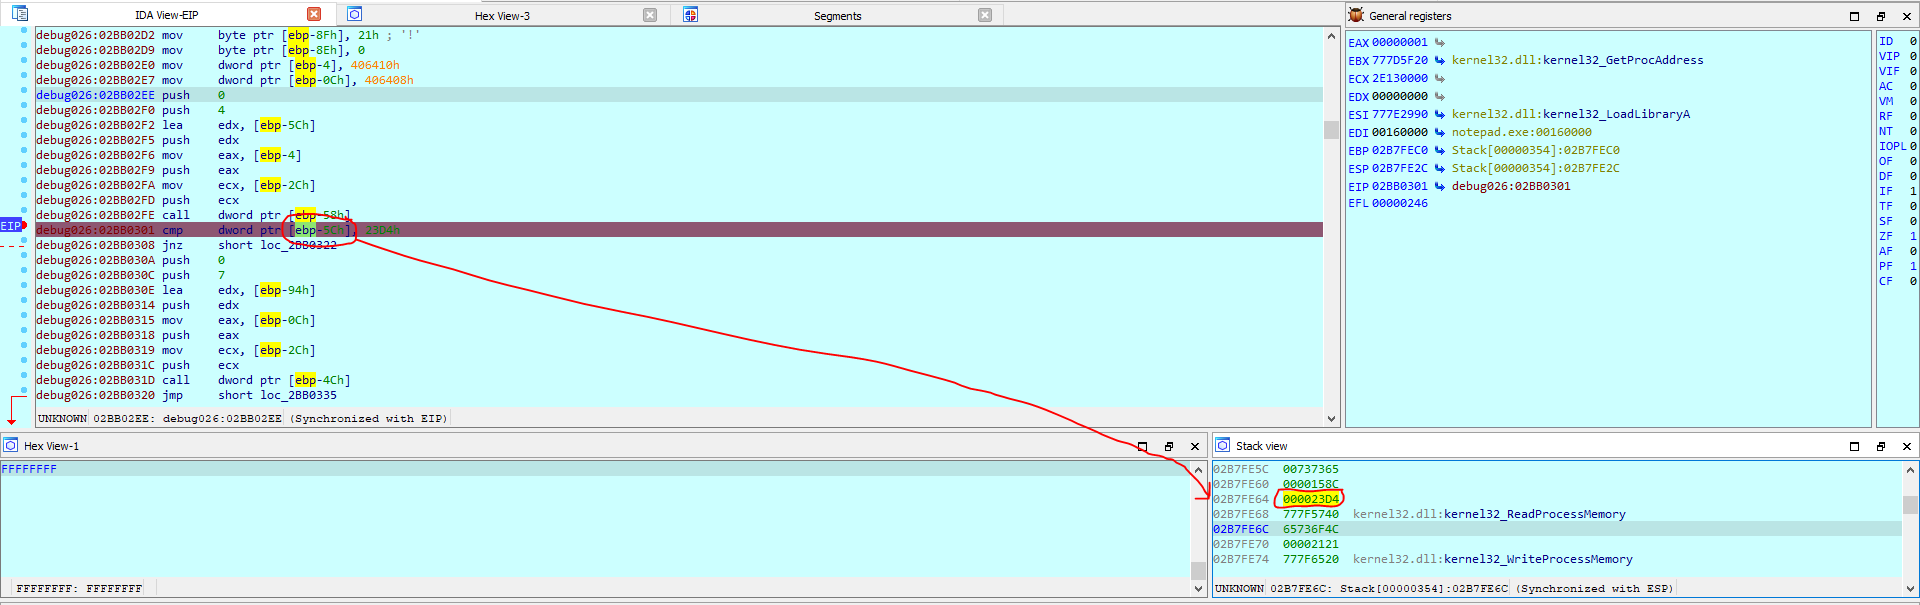 IDA View-EIP
Hex View-3
Segments
General registers
debug026:02BB02D2 mov byte ptr [ebp-8Fh], 21h ; '!'
debug026:02BB02D9 mov byte ptr [ebp-8Eh], 0
debug026:02BB02E0 mov dword ptr [ebp-4], 406410h
debug026:02BB02E7 mov dword ptr [ebp-0Ch], 406408h
debug026:02BB02EE push 0
debug026:02BB02F0 push 4
debug026:02BB02F2 lea edx, [ebp-5Ch]
debug026:02BB02F5 push edx
debug026:02BB02F6 mov eax, [ebp-4]
debug026:02BB02F9 push eax
debug026:02BB02FA mov ecx, [ebp-2Ch]
debug026:02BB02FD push ecx
debug026:02BB02FE call dword ptr [ebp-58h]
EIP
debug026:02BB0301 cmp dword ptr [ebp-5Ch], 23D4h
debug026:02BB0308 jnz short loc_2BB0322
debug026:02BB030A push 0
debug026:02BB030C push 7
debug026:02BB030E lea edx, [ebp-94h]
debug026:02BB0314 push edx
debug026:02BB0315 mov eax, [ebp-0Ch]
debug026:02BB0318 push eax
debug026:02BB0319 mov ecx, [ebp-2Ch]
debug026:02BB031C push ecx
debug026:02BB031D call dword ptr [ebp-4Ch]
debug026:02BB0320 jmp short loc_2BB0335
UNKNOWN 02BB02EE: debug026:02BB02EE (Synchronized with EIP)
EAX 00000001
EBX 777D5F20 kernel32.dll:kernel32_GetProcAddress
ECX 2E130000
EDX 00000000
ESI 777E2990 kernel32.dll:kernel32_LoadLibraryA
EDI 00160000 notepad.exe:00160000
EBP 02B7FEC0 Stack[00000354]:02B7FEC0
ESP 02B7FE2C Stack[00000354]:02B7FE2C
EIP 02BB0301 debug026:02BB0301
EFL 00000246
ID 0
VIP 0
VIF 0
AC 0
VM 0
RF 0
NT 0
IOPL 0
OF 0
DF 0
IF 1
TF 0
SF 0
ZF 1
AF 0
PF 1
CF 0
Hex View-1
FFFFFFFF
FFFFFFFF: FFFFFFFF
Stack view
02B7FE5C 00737365
02B7FE60 0000158C
02B7FE64 000023D4
02B7FE68 777F5740 kernel32.dll:kernel32_ReadProcessMemory
02B7FE6C 65736F4C
02B7FE70 00002121
02B7FE74 777F6520 kernel32.dll:kernel32_WriteProcessMemory
UNKNOWN 02B7FE6C: Stack[00000354]:02B7FE6C (Synchronized with ESP)